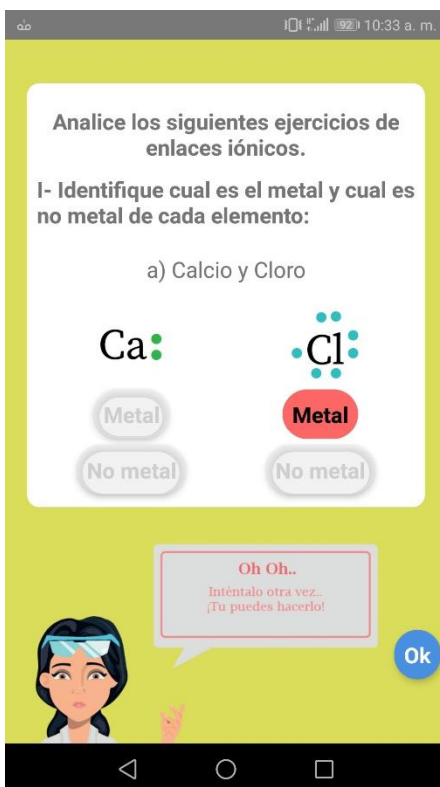 92 10:33 a. m.
Analice los siguientes ejercicios de
enlaces iónicos.
I- Identifique cual es el metal y cual es
no metal de cada elemento:
a) Calcio y Cloro
Ca Cl
Metal Metal
No metal No metal
Oh Oh..
Inténtalo otra vez..
¡Tu puedes hacerlo!
Ok